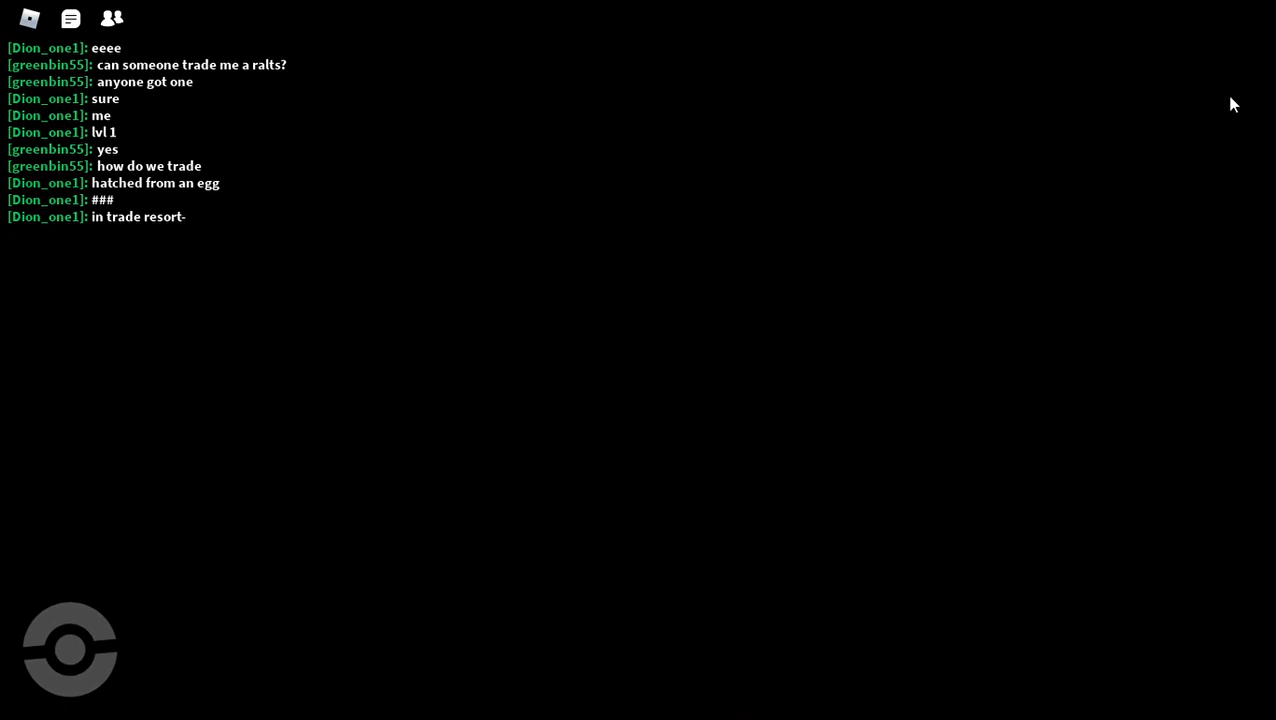 [Dion_one1]: eeee
[greenbin55]: can someone trade me a ralts?
[greenbin55]: anyone got one
[Dion_one1]: sure
[Dion_one1]: me
[Dion_one1]: lvl 1
[greenbin55]: yes
[greenbin55]: how do we trade
[Dion_one1]: hatched from an egg
[Dion_one1]: ###
[Dion_one1]: in trade resort-